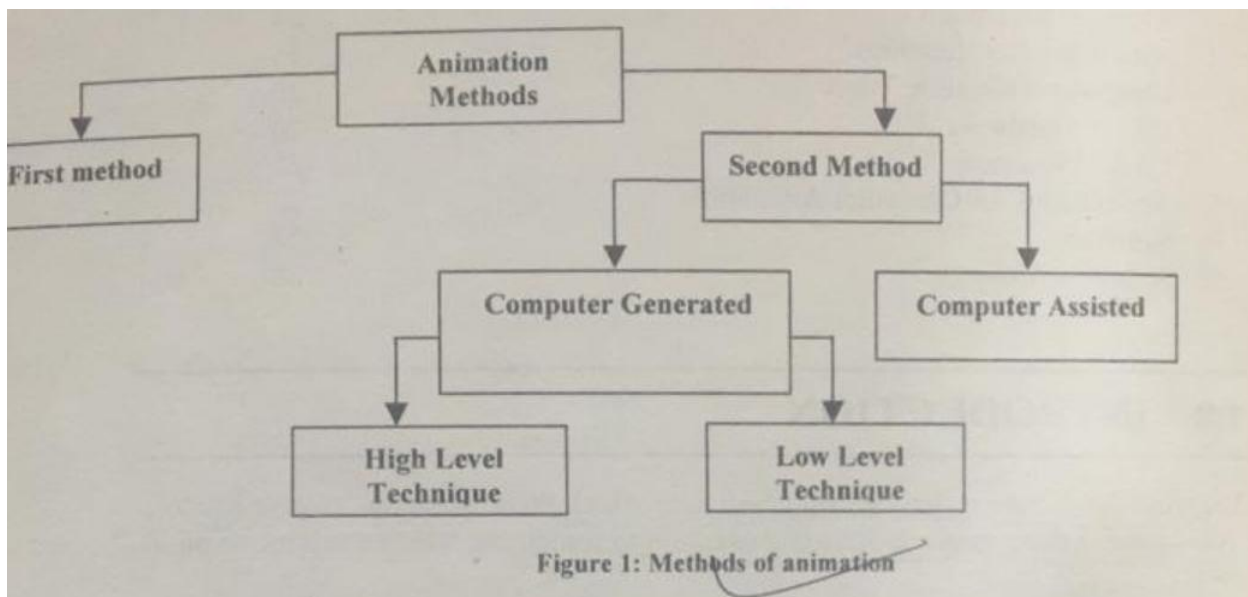 Animation
Methods
First method
Second Method
Computer Generated
Computer Assisted
High Level
Technique
Low Level
Technique
Figure 1: Methods of animation